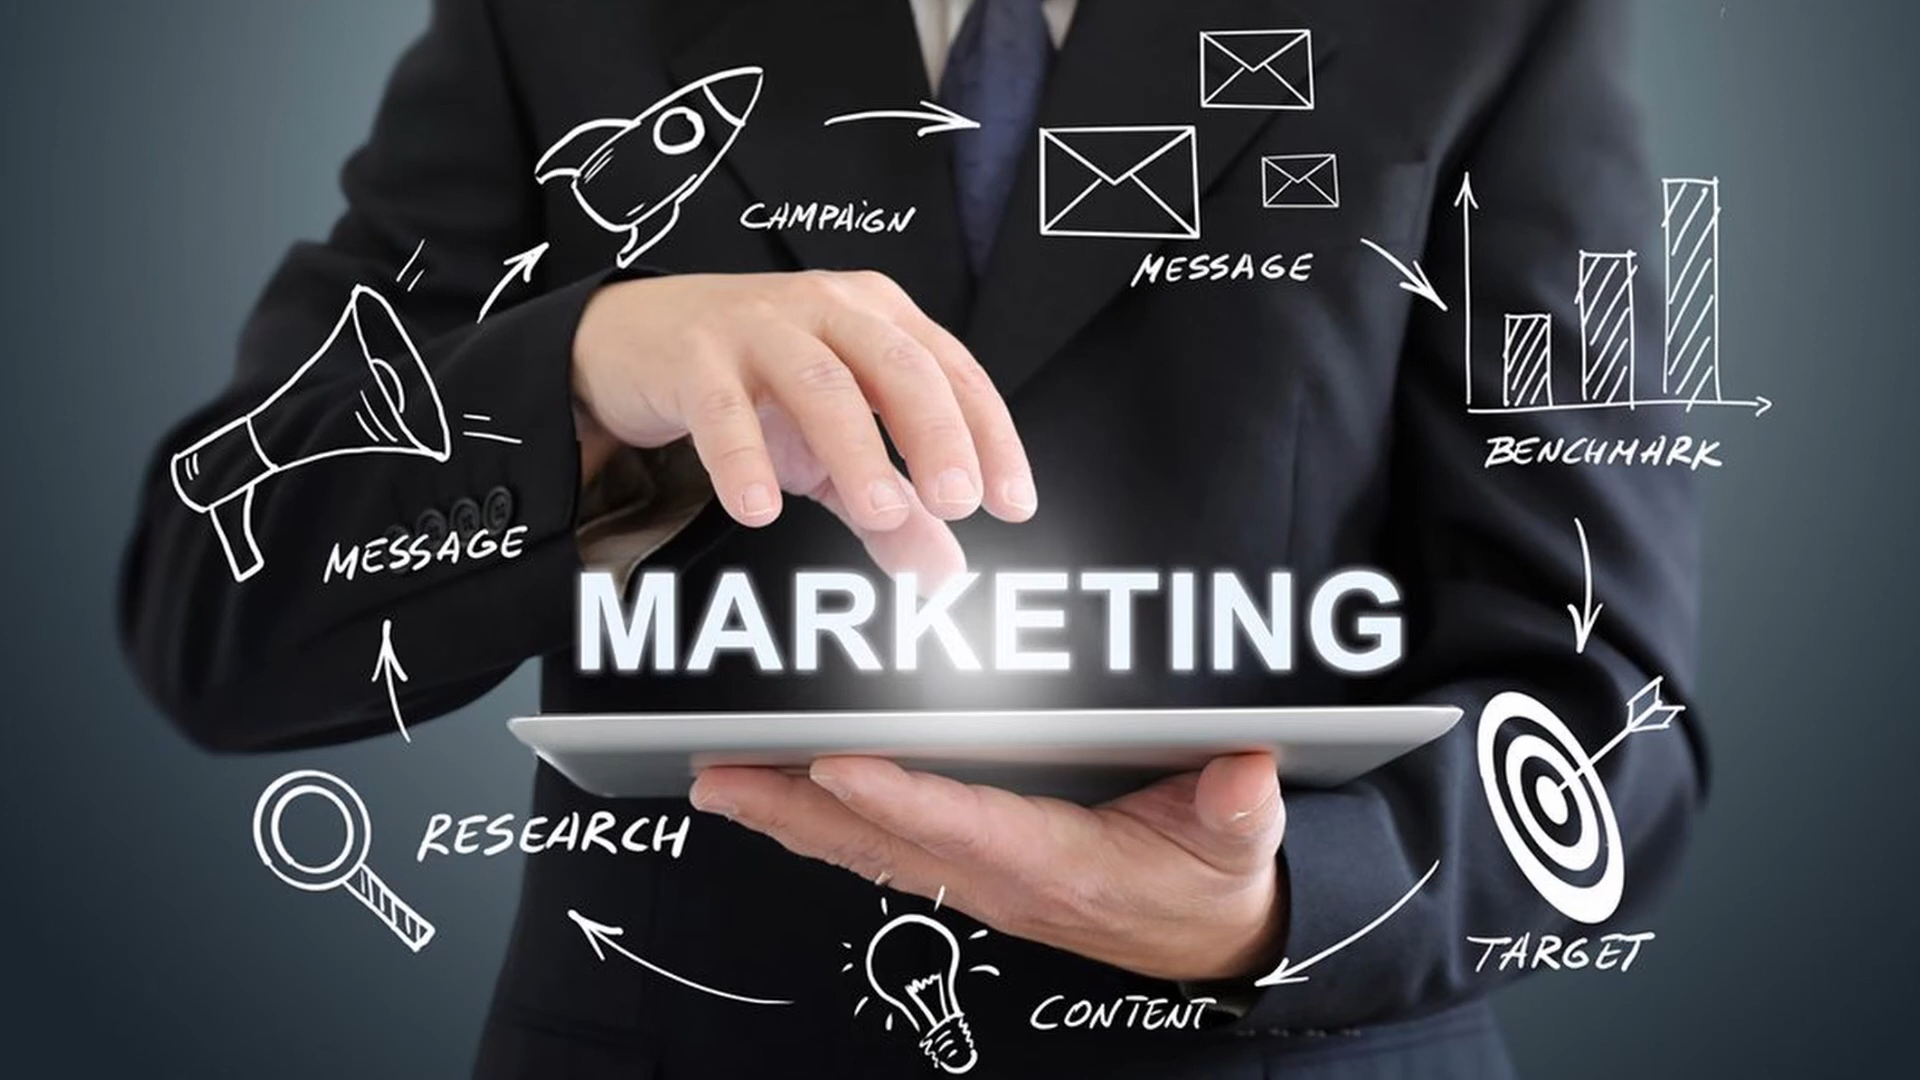 CAMPAIGN
MESSAGE
BENCHMARK
MESSAGE
MARKETING
RESEARCH
TARGET
CONTENT